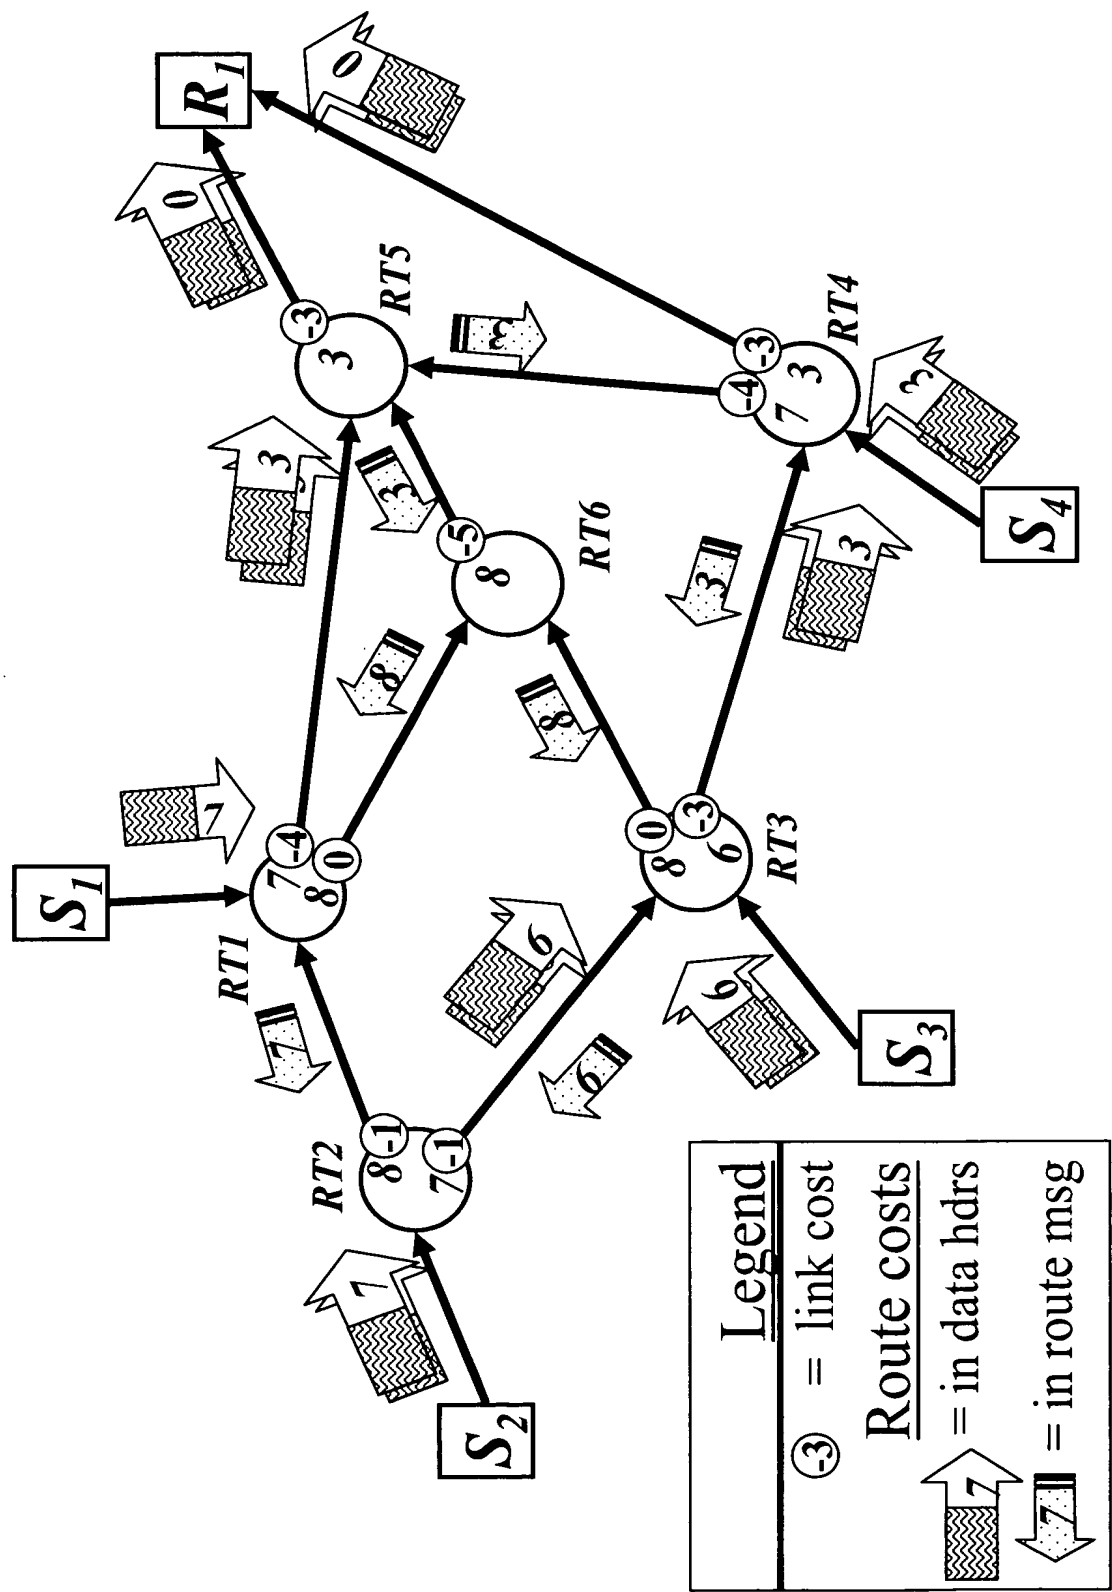 S1
7
R1
0
RT1
7
-4
8
0
3
7
0
-3
3
RT5
RT2
8
-1
7
-1
7
3
8
-5
8
RT6
3
S2
6
8
6
0
8
-3
6
RT3
3
6
-4
-3
7
3
RT4
3
3
S3
S4
Legend
-3 = link cost
Route costs
7 = in data hdrs
7 = in route msg